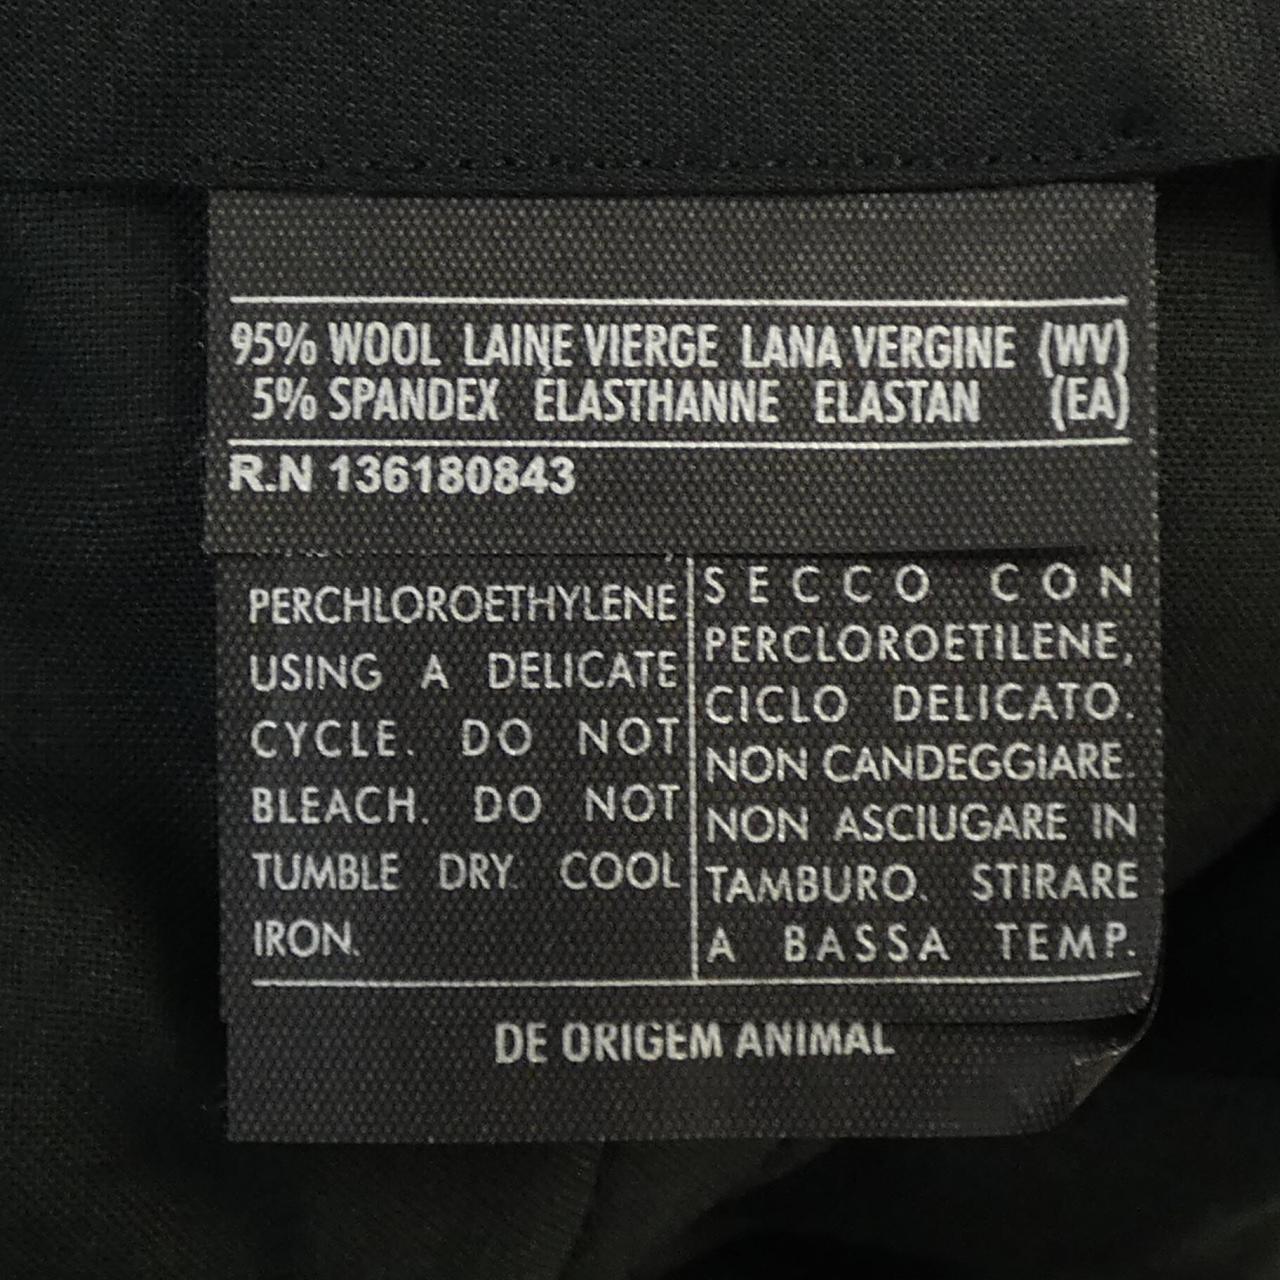 95% WOOL LAINE VIERGE LANA VERGINE (WV)
5% SPANDEX ÉLASTHANNE ELASTAN (EA)
R.N 136180843
PERCHLOROETHYLENE
USING A DELICATE
CYCLE. DO NOT
BLEACH. DO NOT
TUMBLE DRY. COOL
IRON.
SECCO CON
PERCLOROETILENE,
CICLO DELICATO.
NON CANDEGGIARE.
NON ASCIUGARE IN
TAMBURO. STIRARE
A BASSA TEMP.
DE ORIGEM ANIMAL